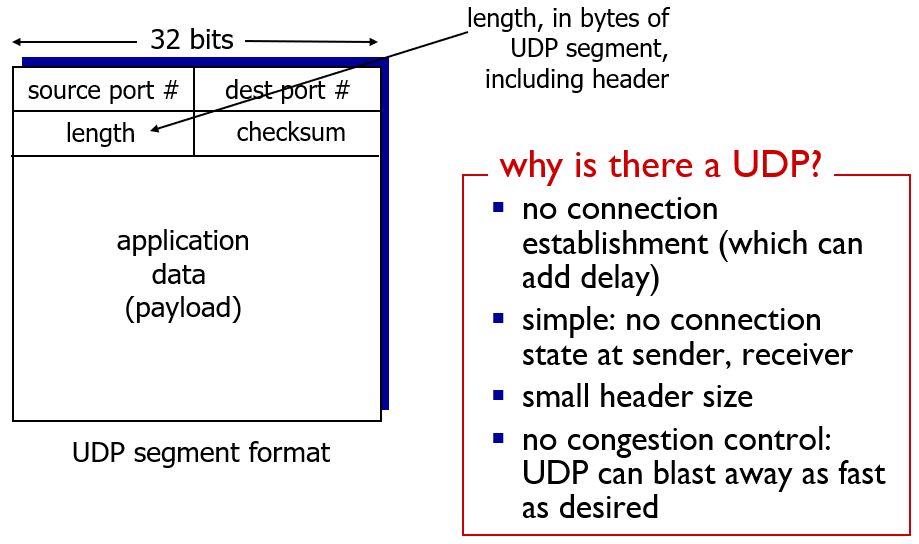 32 bits
length, in bytes of
UDP segment,
including header
source port #
dest port #
length
checksum
application
data
(payload)
UDP segment format
why is there a UDP?
no connection
establishment (which can
add delay)
simple: no connection
state at sender, receiver
small header size
no congestion control:
UDP can blast away as fast
as desired